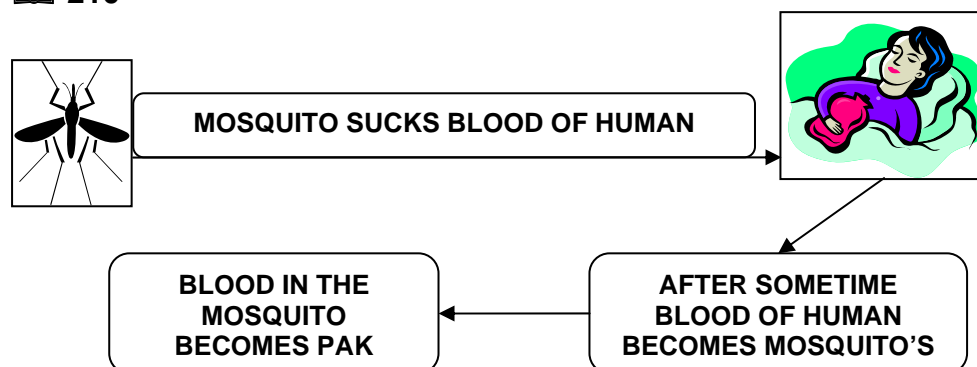 MOSQUITO SUCKS BLOOD OF HUMAN
BLOOD IN THE
MOSQUITO
BECOMES PAK
AFTER SOMETIME
BLOOD OF HUMAN
BECOMES MOSQUITO’S